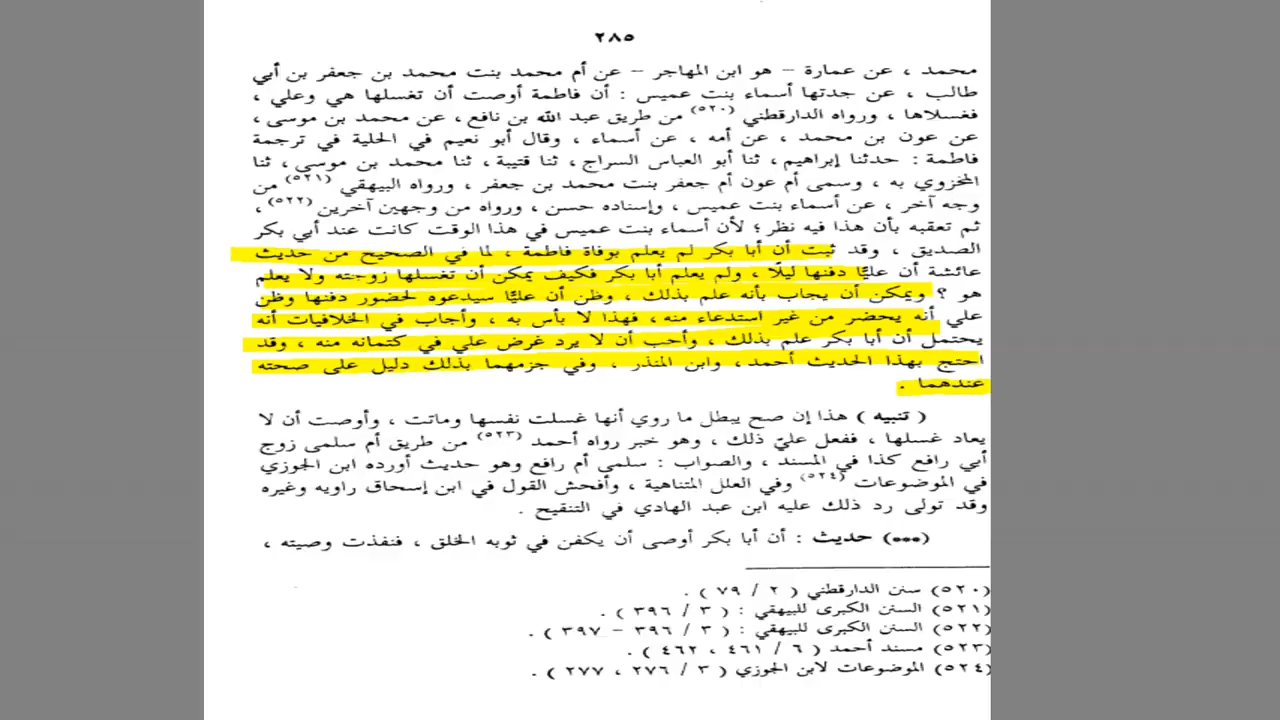 ٢٨٥
محمد ، عن عمارة – هو ابن المهاجر – عن أم محمد بنت محمد بن جعفر بن أبي
طالب ، عن جدتها أسماء بنت عميس : أن فاطمة أوصت أن تغسلها هي وعلي ،
فغسلاها ، ورواه الدارقطني (٥٢٠) من طريق عبد الله بن نافع ، عن محمد بن موسى ،
عن عون بن محمد ، عن أمه ، عن أسماء ، وقال أبو نعيم في الحلية في ترجمة
فاطمة : حدثنا إبراهيم ، ثنا أبو العباس السراج ، ثنا قتيبة ، ثنا محمد بن موسى ، ثنا
المخزوي به ، وسمى أم عون أم جعفر بنت محمد بن جعفر ، ورواه البيهقي (٥٢١) من
وجه آخر ، عن أسماء بنت عميس ، وإسناده حسن ، ورواه من وجهين آخرين (٥٢٢) ،
ثم تعقبه بأن هذا فيه نظر ؛ لأن أسماء بنت عميس في هذا الوقت كانت عند أبي بكر
الصديق ، وقد ثبت أن أبا بكر لم يعلم بوفاة فاطمة ، لما في الصحيح من حديث
عائشة أن عليًّا دفنها ليلًا ، ولم يعلم أبا بكر فكيف يمكن أن تغسلها زوجته ولا يعلم
هو ؟ ويمكن أن يجاب بأنه علم بذلك ، وظن أن عليًّا سيدعوه لحضور دفنها وظن
علي أنه يحضر من غير استدعاء منه ، فهذا لا بأس به ، وأجاب في الخلافيات أنه
يحتمل أن أبا بكر علم بذلك ، وأحب أن لا يرد غرض علي في كتمانه منه ، وقد
احتج بهذا الحديث أحمد، وابن المنذر ، وفي جزمهما بذلك دليل على صحته
عندهما .
( تنبيه ) هذا إن صح يبطل ما روي أنها غسلت نفسها وماتت ، وأوصت أن لا
يعاد غسلها ، ففعل عليّ ذلك ، وهو خبر رواه أحمد (٥٢٣) من طريق أم سلمى زوج
أبي رافع كذا في المسند ، والصواب : سلمى أم رافع وهو حديث أورده ابن الجوزي
في الموضوعات (٥٢٤) وفي العلل المتناهية ، وأفحش القول في ابن إسحاق راويه وغيره
وقد تولى رد ذلك عليه ابن عبد الهادي في التنقيح .
(***) حديث : أن أبا بكر أوصى أن يكفن في ثوبه الخلق ، فنفذت وصيته ،
(٥٢٠) سنن الدارقطني ( ٢ / ٧٩ ) .
(٥٢١) السنن الكبرى للبيهقي : ( ٣ / ٣٩٦ ) .
(٥٢٢) السنن الكبرى للبيهقي : ( ٣ / ٣٩٦ – ٣٩٧ ) .
(٥٢٣) مسند أحمد ( ٦ / ٤٦١ ، ٤٦٢ ) .
(٥٢٤) الموضوعات لابن الجوزي ( ٣ / ٢٧٦ ، ٢٧٧ ) .